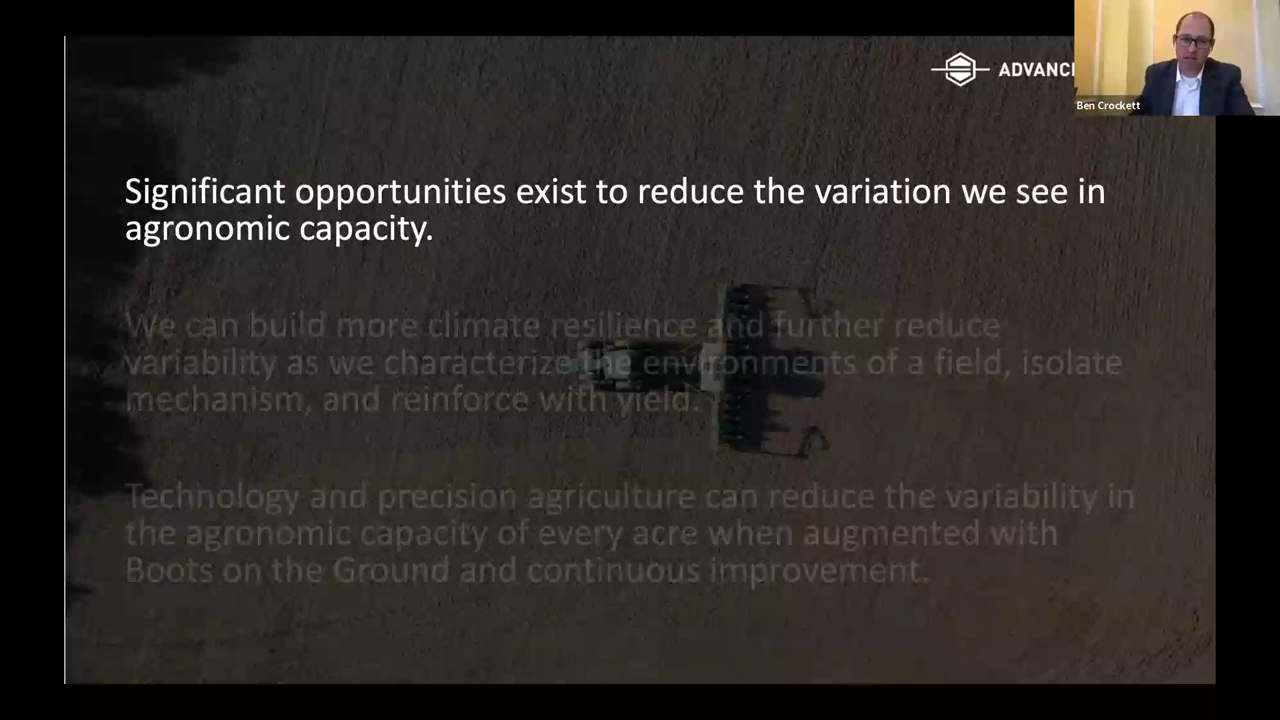 ADVANC
Ben Crockett
Significant opportunities exist to reduce the variation we see in
agronomic capacity.
We can build more climate resilience and further reduce
variability as we characterize the environments of a field, isolate
mechanism, and reinforce with yield.
Technology and precision agriculture can reduce the variability in
the agronomic capacity of every acre when augmented with
Boots on the Ground and continuous improvement.